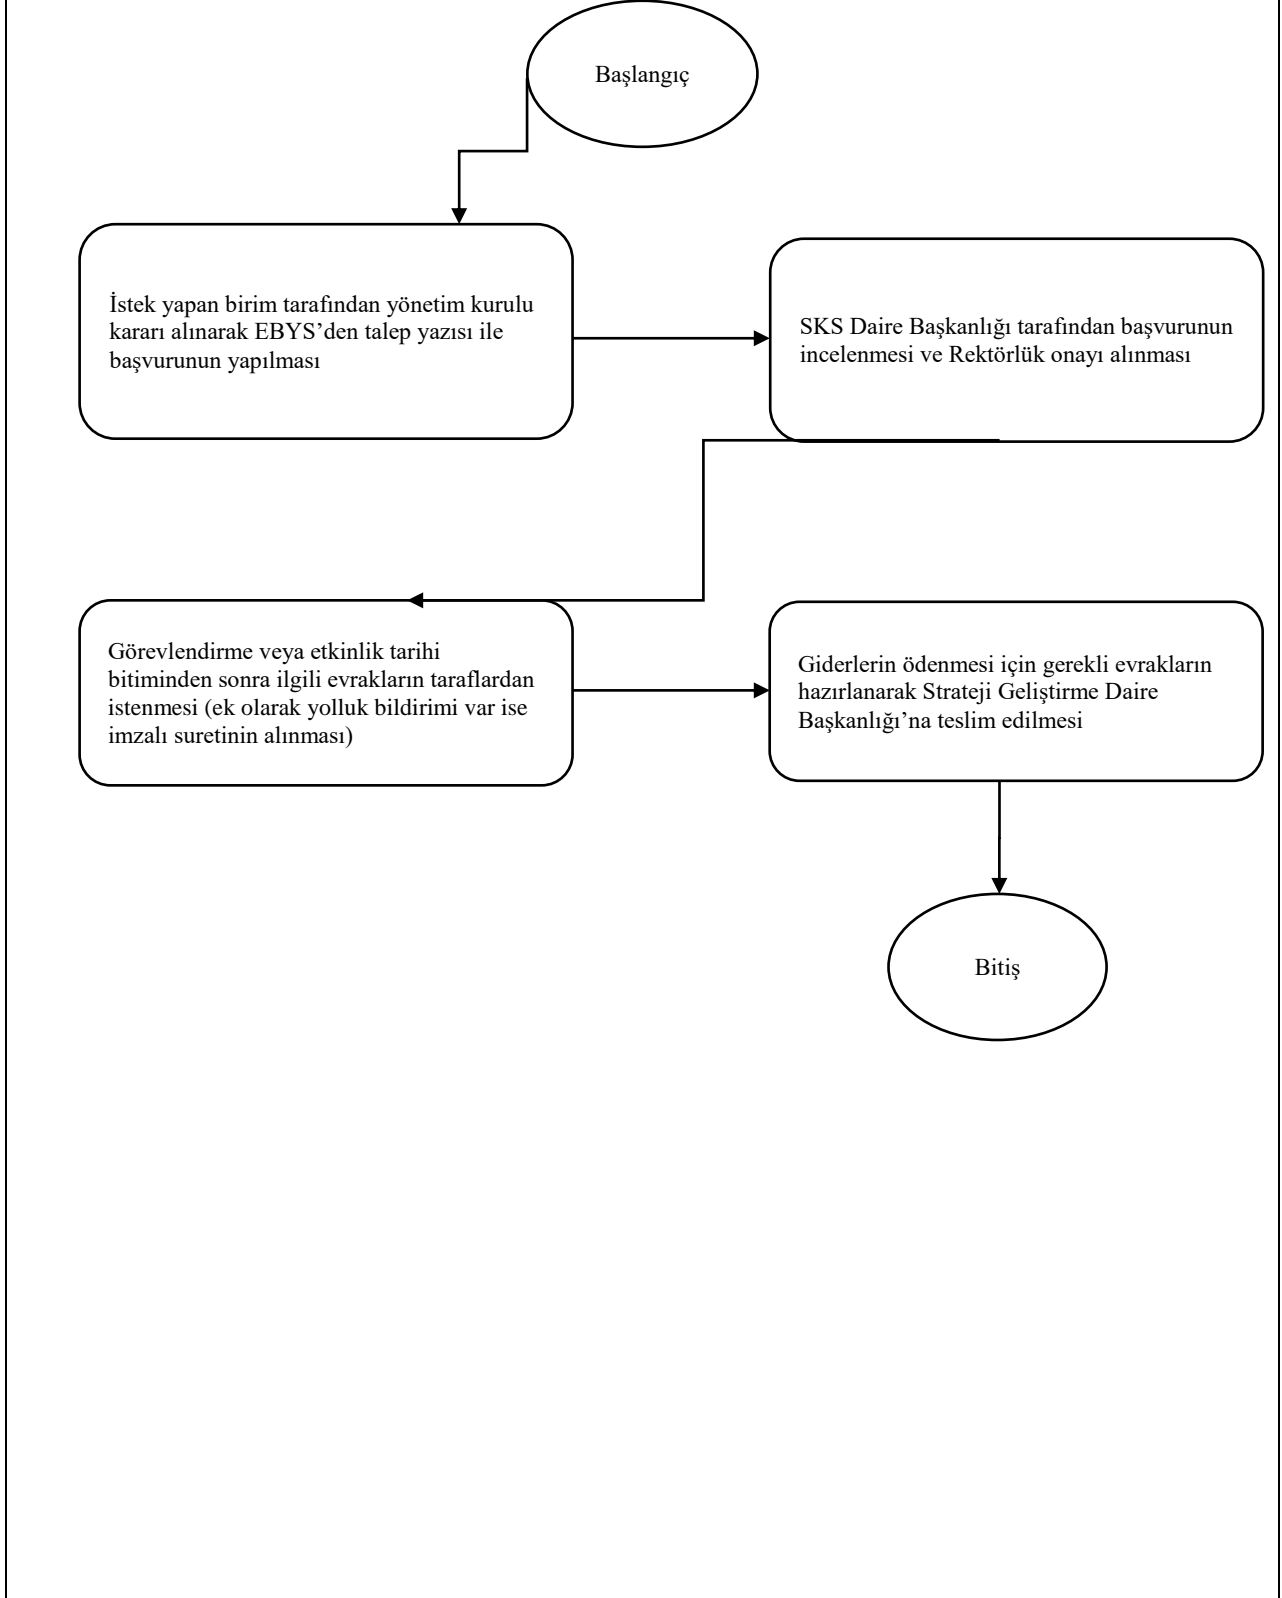 Başlangıç
İstek yapan birim tarafından yönetim kurulu
kararı alınarak EBYS’den talep yazısı ile
başvurunun yapılması
SKS Daire Başkanlığı tarafından başvurunun
incelenmesi ve Rektörlük onayı alınması
Görevlendirme veya etkinlik tarihi
bitiminden sonra ilgili evrakların taraflardan
istenmesi (ek olarak yolluk bildirimi var ise
imzalı suretinin alınması)
Giderlerin ödenmesi için gerekli evrakların
hazırlanarak Strateji Geliştirme Daire
Başkanlığı’na teslim edilmesi
Bitiş